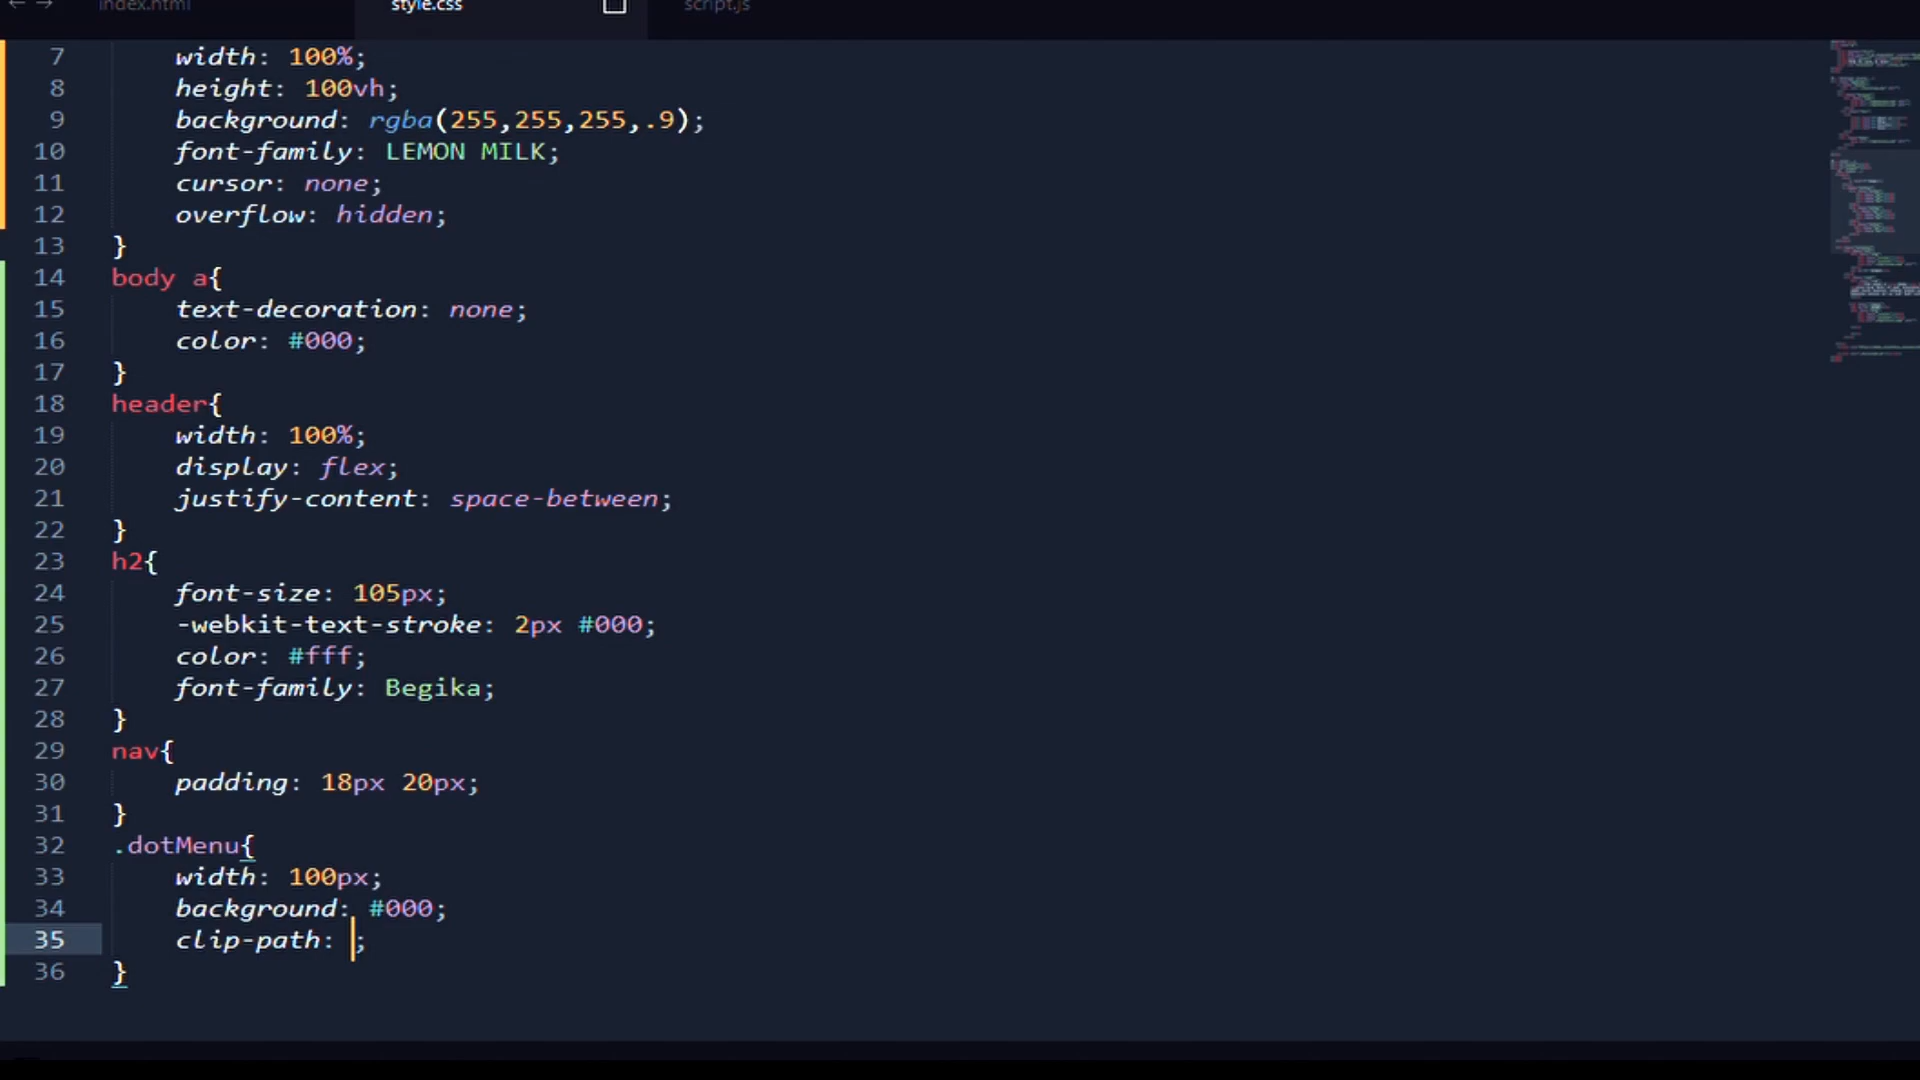 index.html style.css script.js
7 width: 100%;
8 height: 100vh;
9 background: rgba(255,255,255,.9);
10 font-family: LEMON MILK;
11 cursor: none;
12 overflow: hidden;
13 }
14 body a{
15 text-decoration: none;
16 color: #000;
17 }
18 header{
19 width: 100%;
20 display: flex;
21 justify-content: space-between;
22 }
23 h2{
24 font-size: 105px;
25 -webkit-text-stroke: 2px #000;
26 color: #fff;
27 font-family: Begika;
28 }
29 nav{
30 padding: 18px 20px;
31 }
32 .dotMenu{
33 width: 100px;
34 background: #000;
35 clip-path: ;
36 }